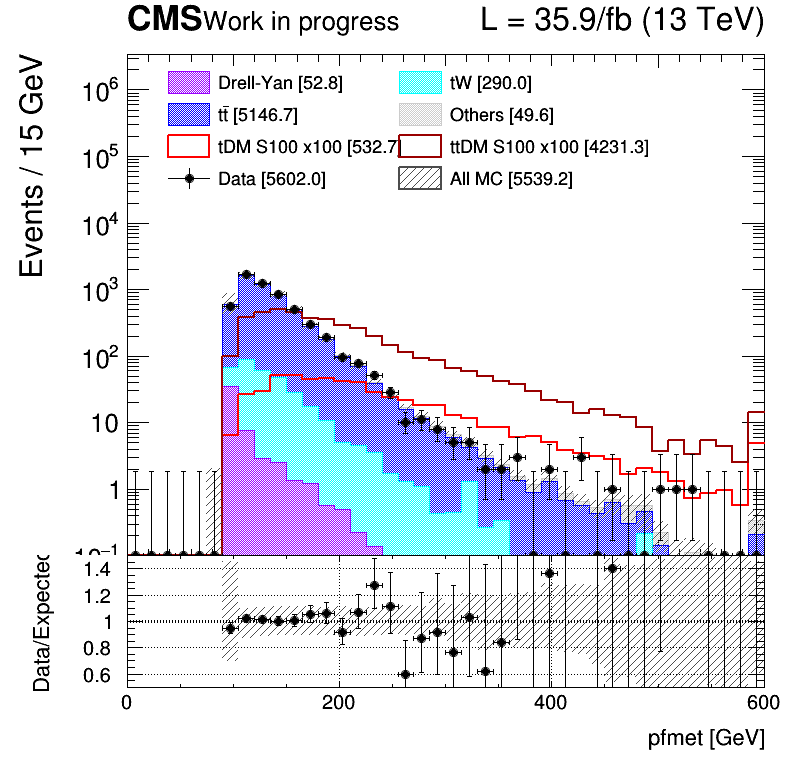 CMS Work in progress L = 35.9/fb (13 TeV)
Events / 15 GeV
10⁶
10⁵
10⁴
10³
10²
10
1
10⁻¹
Drell-Yan [52.8] tW [290.0]
tt̄ [5146.7] Others [49.6]
tDM S100 x100 [532.7] ttDM S100 x100 [4231.3]
Data [5602.0] All MC [5539.2]
Data/Expected
1.4
1.2
1
0.8
0.6
0 200 400 600
pfmet [GeV]